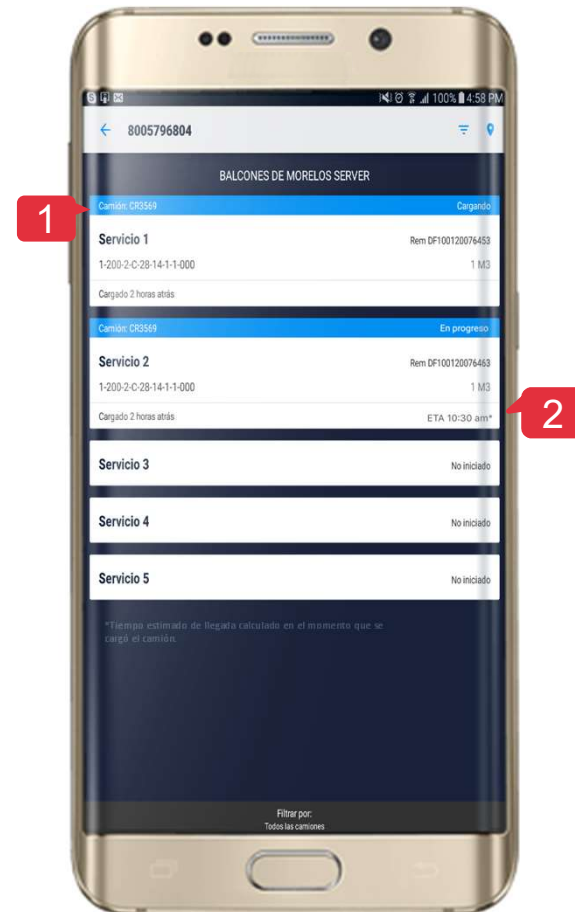 100% 4:58 PM
8005796804
BALCONES DE MORELOS SERVER
1
Camión: CR3569 Cargando
Servicio 1 Rem DF100120076453
1-200-2-C-28-14-1-1-000 1 M3
Cargado 2 horas atrás
Camión: CR3569 En progreso
Servicio 2 Rem DF100120076463
1-200-2-C-28-14-1-1-000 1 M3
Cargado 2 horas atrás ETA 10:30 am*
2
Servicio 3 No iniciado
Servicio 4 No iniciado
Servicio 5 No iniciado
*Tiempo estimado de llegada calculado en el momento que se
cargó el camión.
Filtrar por:
Todos las camiones